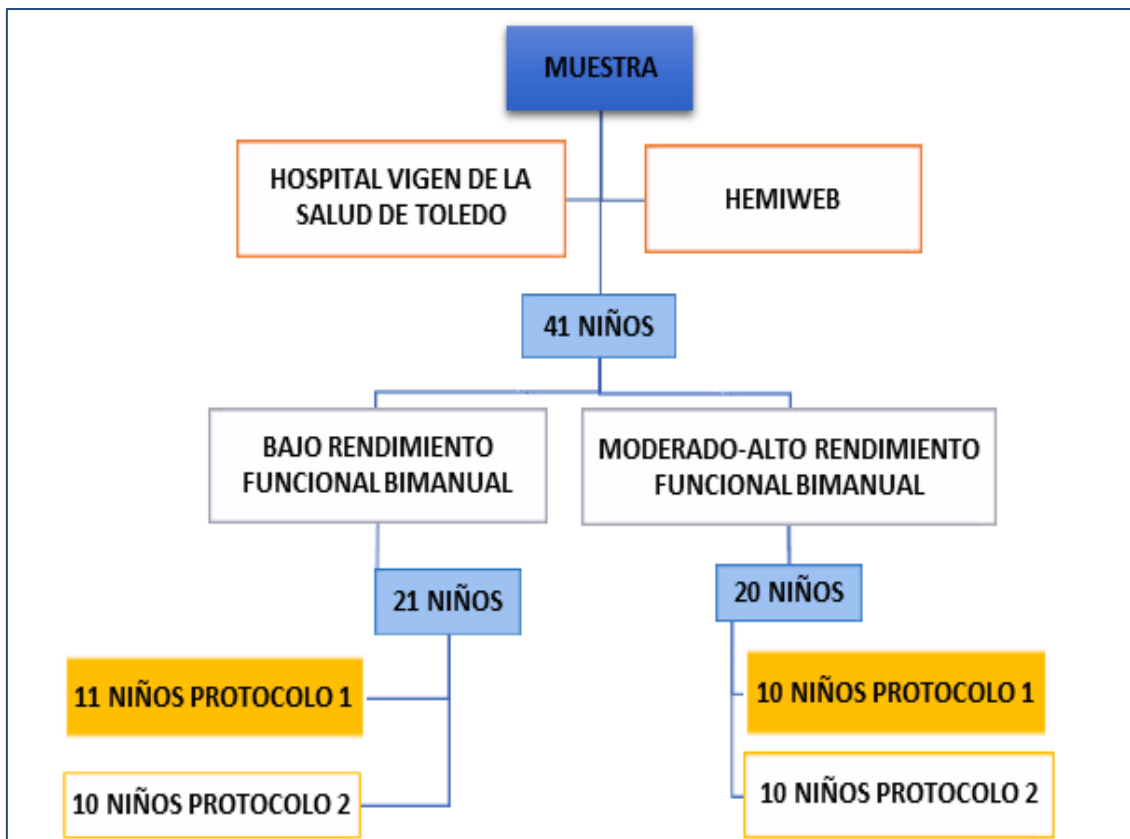 MUESTRA
HOSPITAL VIGEN DE LA
SALUD DE TOLEDO
HEMIWEB
41 NIÑOS
BAJO RENDIMIENTO
FUNCIONAL BIMANUAL
MODERADO-ALTO RENDIMIENTO
FUNCIONAL BIMANUAL
21 NIÑOS
20 NIÑOS
11 NIÑOS PROTOCOLO 1
10 NIÑOS PROTOCOLO 1
10 NIÑOS PROTOCOLO 2
10 NIÑOS PROTOCOLO 2